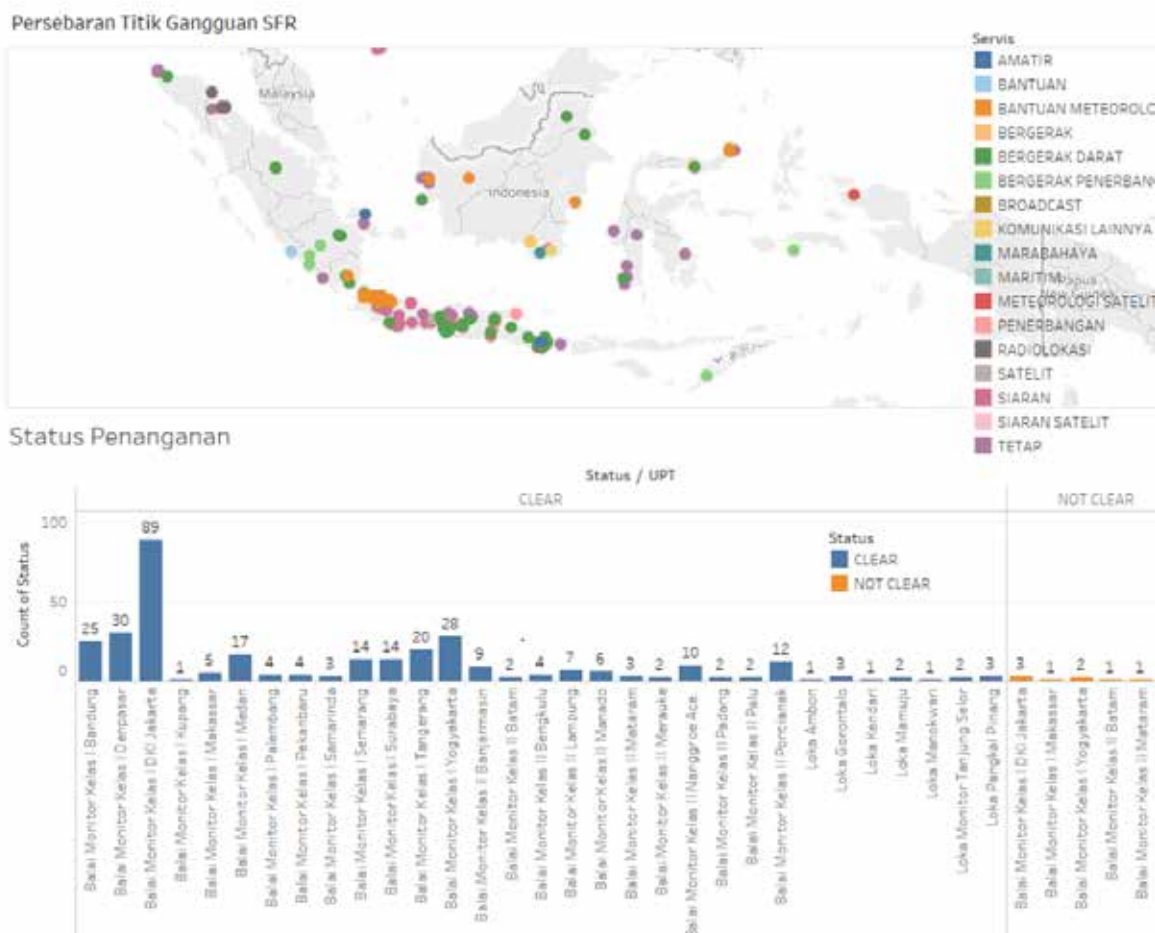 Persebaran Titik Gangguan SFR
Malaysia
Indonesia
Servis
AMATIR
BANTUAN
BANTUAN METEOROLO
BERGERAK
BERGERAK DARAT
BERGERAK PENERBANG
BROADCAST
KOMUNIKASI LAINNYA
MARABAHAYA
MARITIM
METEOROLOGI SATELIT
PENERBANGAN
RADIOLOKASI
SATELIT
SIARAN
SIARAN SATELIT
TETAP
Status Penanganan
Status / UPT
CLEAR
NOT CLEAR
Count of Status
100
50
0
Status
CLEAR
NOT CLEAR
25
30
89
1
5
17
4
4
3
14
14
20
28
9
2
4
7
6
3
2
10
2
2
12
1
3
1
2
1
2
3
3
1
2
1
1
Balai Monitor Kelas I Bandung
Balai Monitor Kelas I Denpasar
Balai Monitor Kelas I DKI Jakarta
Balai Monitor Kelas I Kupang
Balai Monitor Kelas I Makassar
Balai Monitor Kelas I Medan
Balai Monitor Kelas I Palembang
Balai Monitor Kelas I Pekanbaru
Balai Monitor Kelas I Samarinda
Balai Monitor Kelas I Semarang
Balai Monitor Kelas I Surabaya
Balai Monitor Kelas I Tangerang
Balai Monitor Kelas I Yogyakarta
Balai Monitor Kelas II Banjarmasin
Balai Monitor Kelas II Batam
Balai Monitor Kelas II Bengkulu
Balai Monitor Kelas II Lampung
Balai Monitor Kelas II Manado
Balai Monitor Kelas II Mataram
Balai Monitor Kelas II Merauke
Balai Monitor Kelas II Nanggroe Ace..
Balai Monitor Kelas II Padang
Balai Monitor Kelas II Palu
Balai Monitor Kelas II Pontianak
Loka Ambon
Loka Gorontalo
Loka Kendari
Loka Mamuju
Loka Manokwari
Loka Monitor Tanjung Selor
Loka Pangkal Pinang
Balai Monitor Kelas I DKI Jakarta
Balai Monitor Kelas I Makassar
Balai Monitor Kelas I Yogyakarta
Balai Monitor Kelas II Batam
Balai Monitor Kelas II Mataram